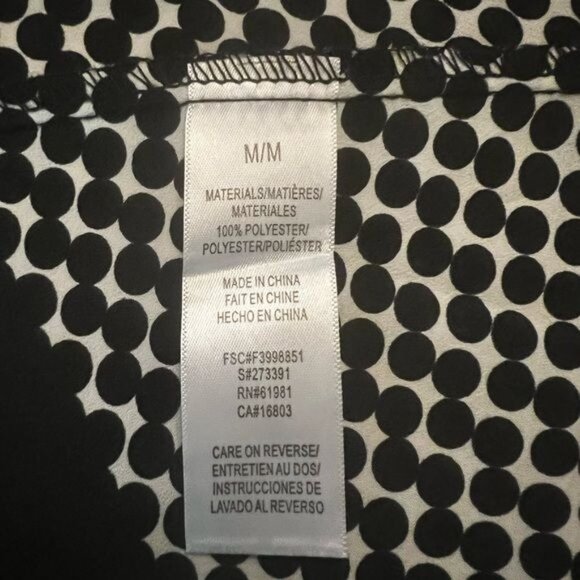 M/M
MATERIALS/MATIÈRES/
MATERIALES
100% POLYESTER/
POLYESTER/POLIÉSTER
MADE IN CHINA
FAIT EN CHINE
HECHO EN CHINA
FSC#F3998851
S#273391
RN#61981
CA#16803
CARE ON REVERSE/
ENTRETIEN AU DOS/
INSTRUCCIONES DE
LAVADO AL REVERSO